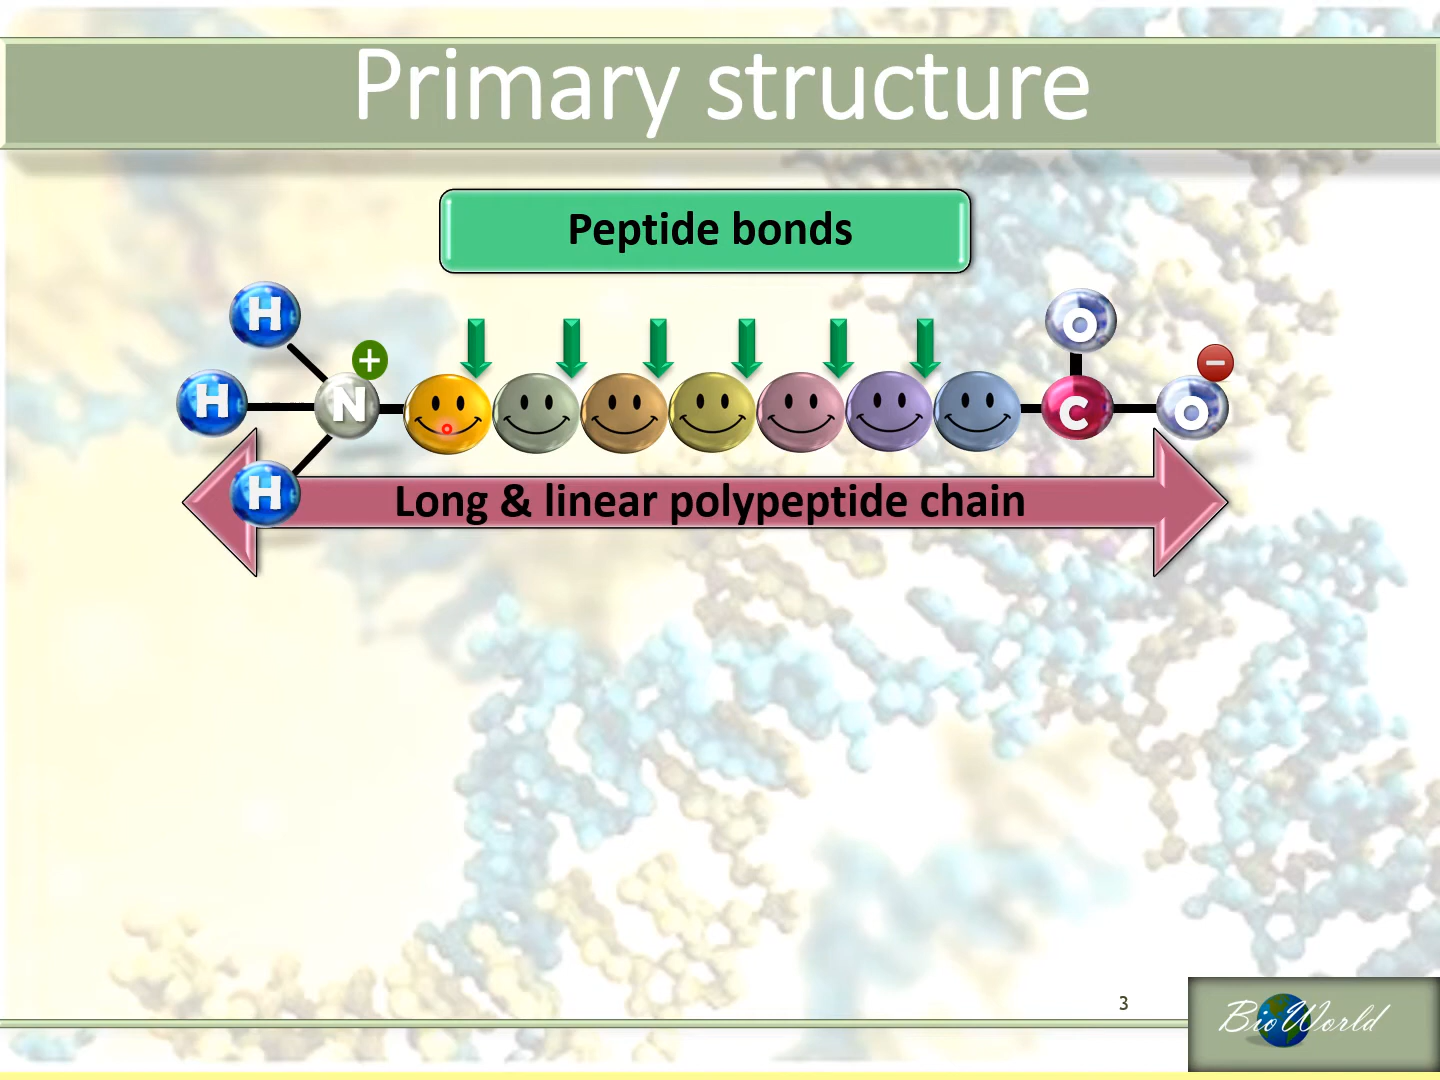 Primary structure
Peptide bonds
H
O
+
−
H
N
C
O
H
Long & linear polypeptide chain
3
BioWorld